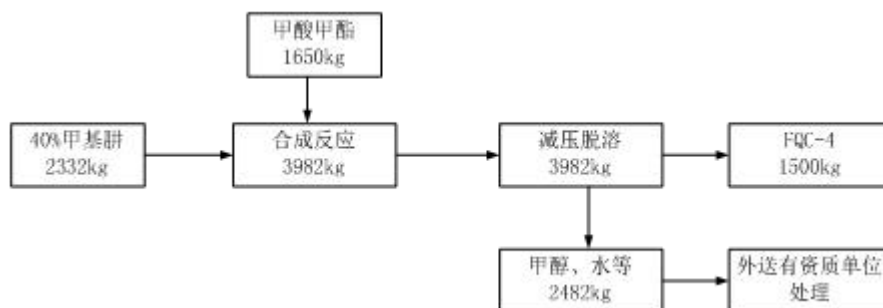 甲酸甲酯
1650kg
40%甲基肼
2332kg
合成反应
3982kg
减压脱溶
3982kg
FQC-4
1500kg
甲醇、水等
2482kg
外送有资质单位
处理